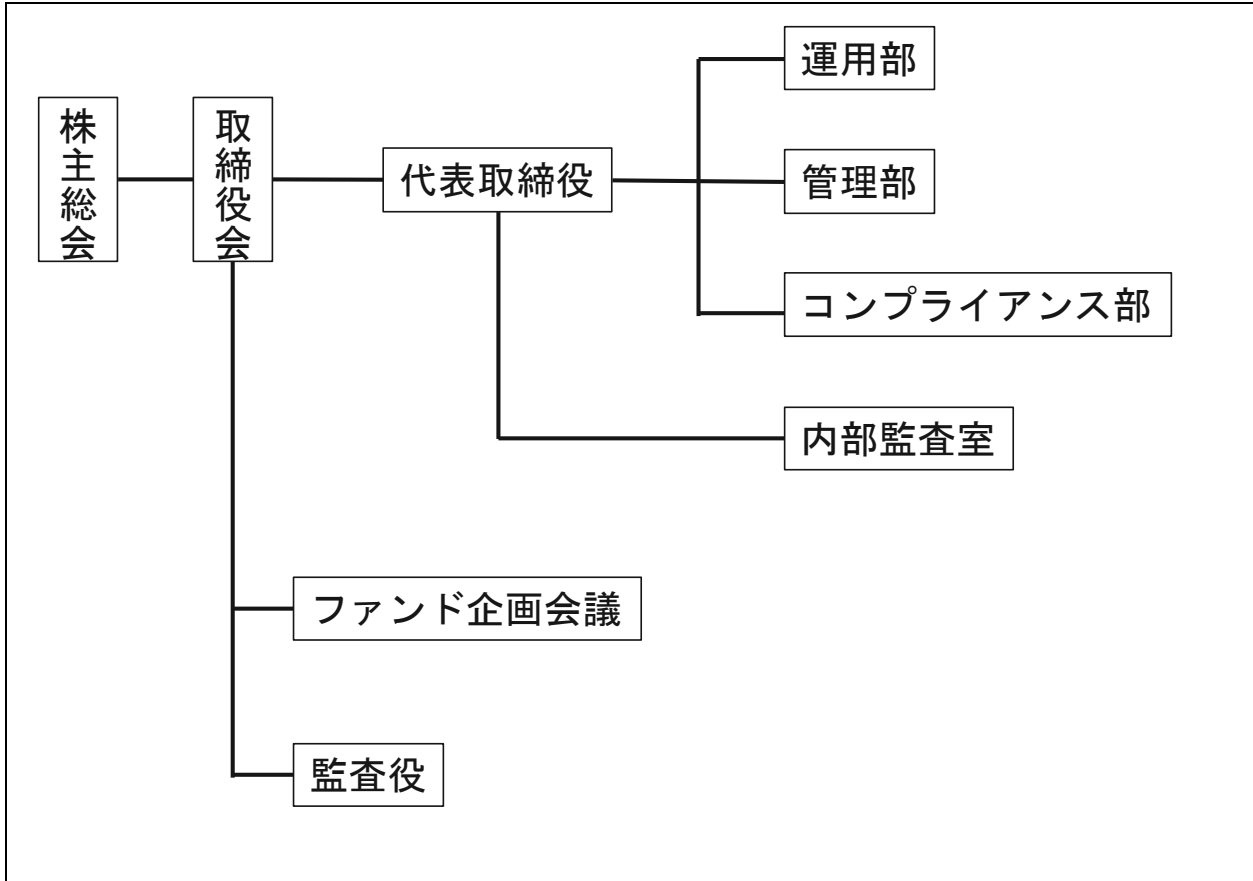 株主総会
取締役会
代表取締役
運用部
管理部
コンプライアンス部
内部監査室
ファンド企画会議
監査役